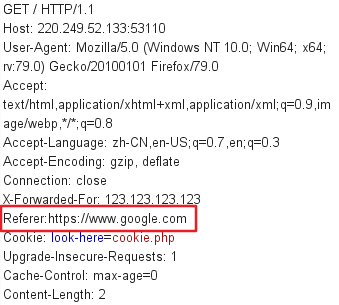 GET / HTTP/1.1
Host: 220.249.52.133:53110
User-Agent: Mozilla/5.0 (Windows NT 10.0; Win64; x64;
rv:79.0) Gecko/20100101 Firefox/79.0
Accept:
text/html,application/xhtml+xml,application/xml;q=0.9,im
age/webp,*/*;q=0.8
Accept-Language: zh-CN,en-US;q=0.7,en;q=0.3
Accept-Encoding: gzip, deflate
Connection: close
X-Forwarded-For: 123.123.123.123
Referer:https://www.google.com
Cookie: look-here=cookie.php
Upgrade-Insecure-Requests: 1
Cache-Control: max-age=0
Content-Length: 2